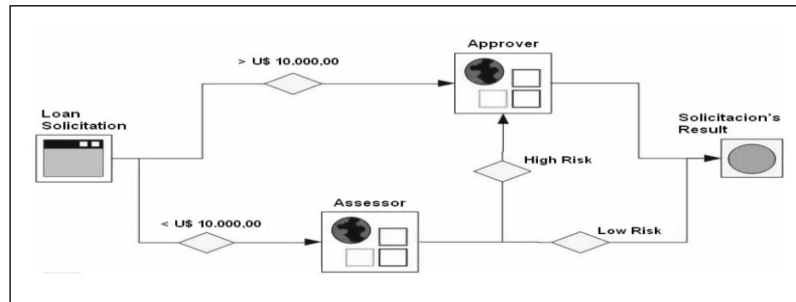 > U$ 10.000,00
Approver
Loan
Solicitation
Solicitacion's
Result
High Risk
Assessor
< U$ 10.000,00
Low Risk